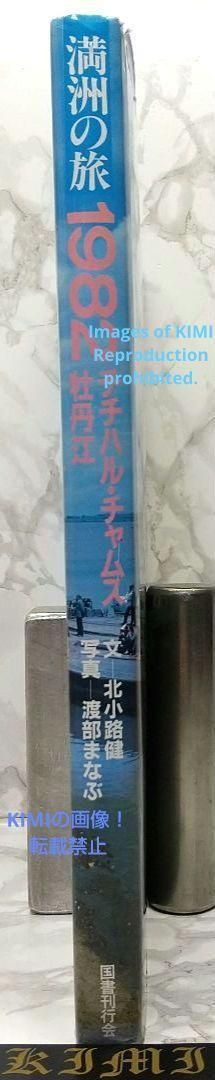 満洲の旅
1982
チチハル・チャムス
牡丹江
文—北小路健
写真—渡部まなぶ
国書刊行会
Images of KIMI
Reproduction
prohibited.
KIMIの画像！
転載禁止
KIMI